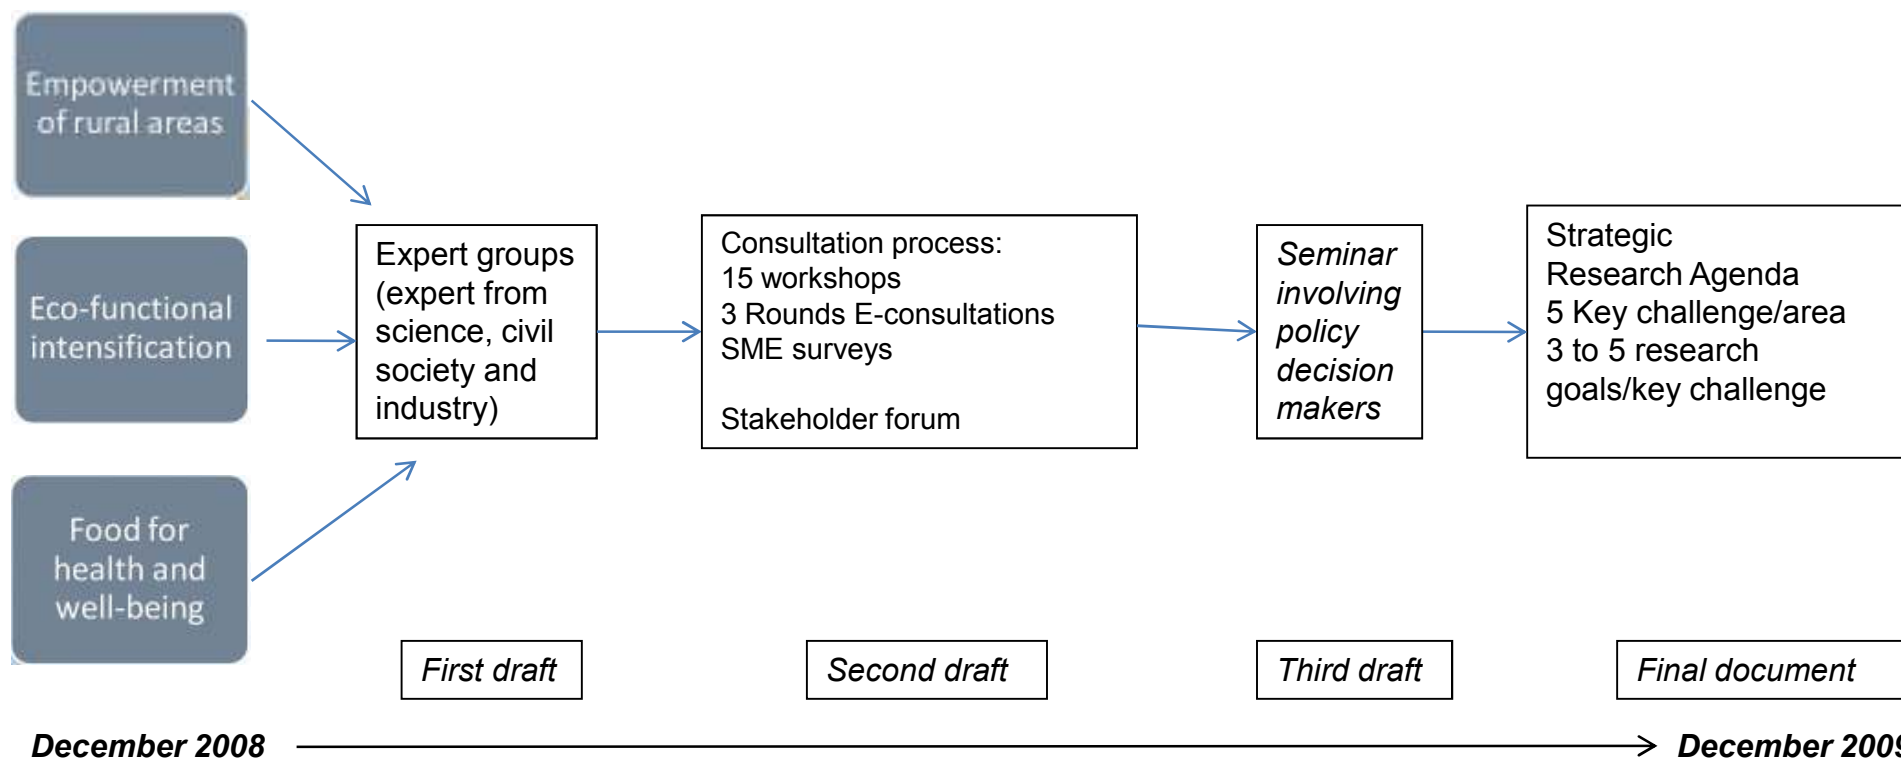 Empowerment
of rural areas
Eco-functional
intensification
Food for
health and
well-being
Expert groups
(expert from
science, civil
society and
industry)
Consultation process:
15 workshops
3 Rounds E-consultations
SME surveys
Stakeholder forum
Seminar
involving
policy
decision
makers
Strategic
Research Agenda
5 Key challenge/area
3 to 5 research
goals/key challenge
First draft
Second draft
Third draft
Final document
December 2008
December 2009